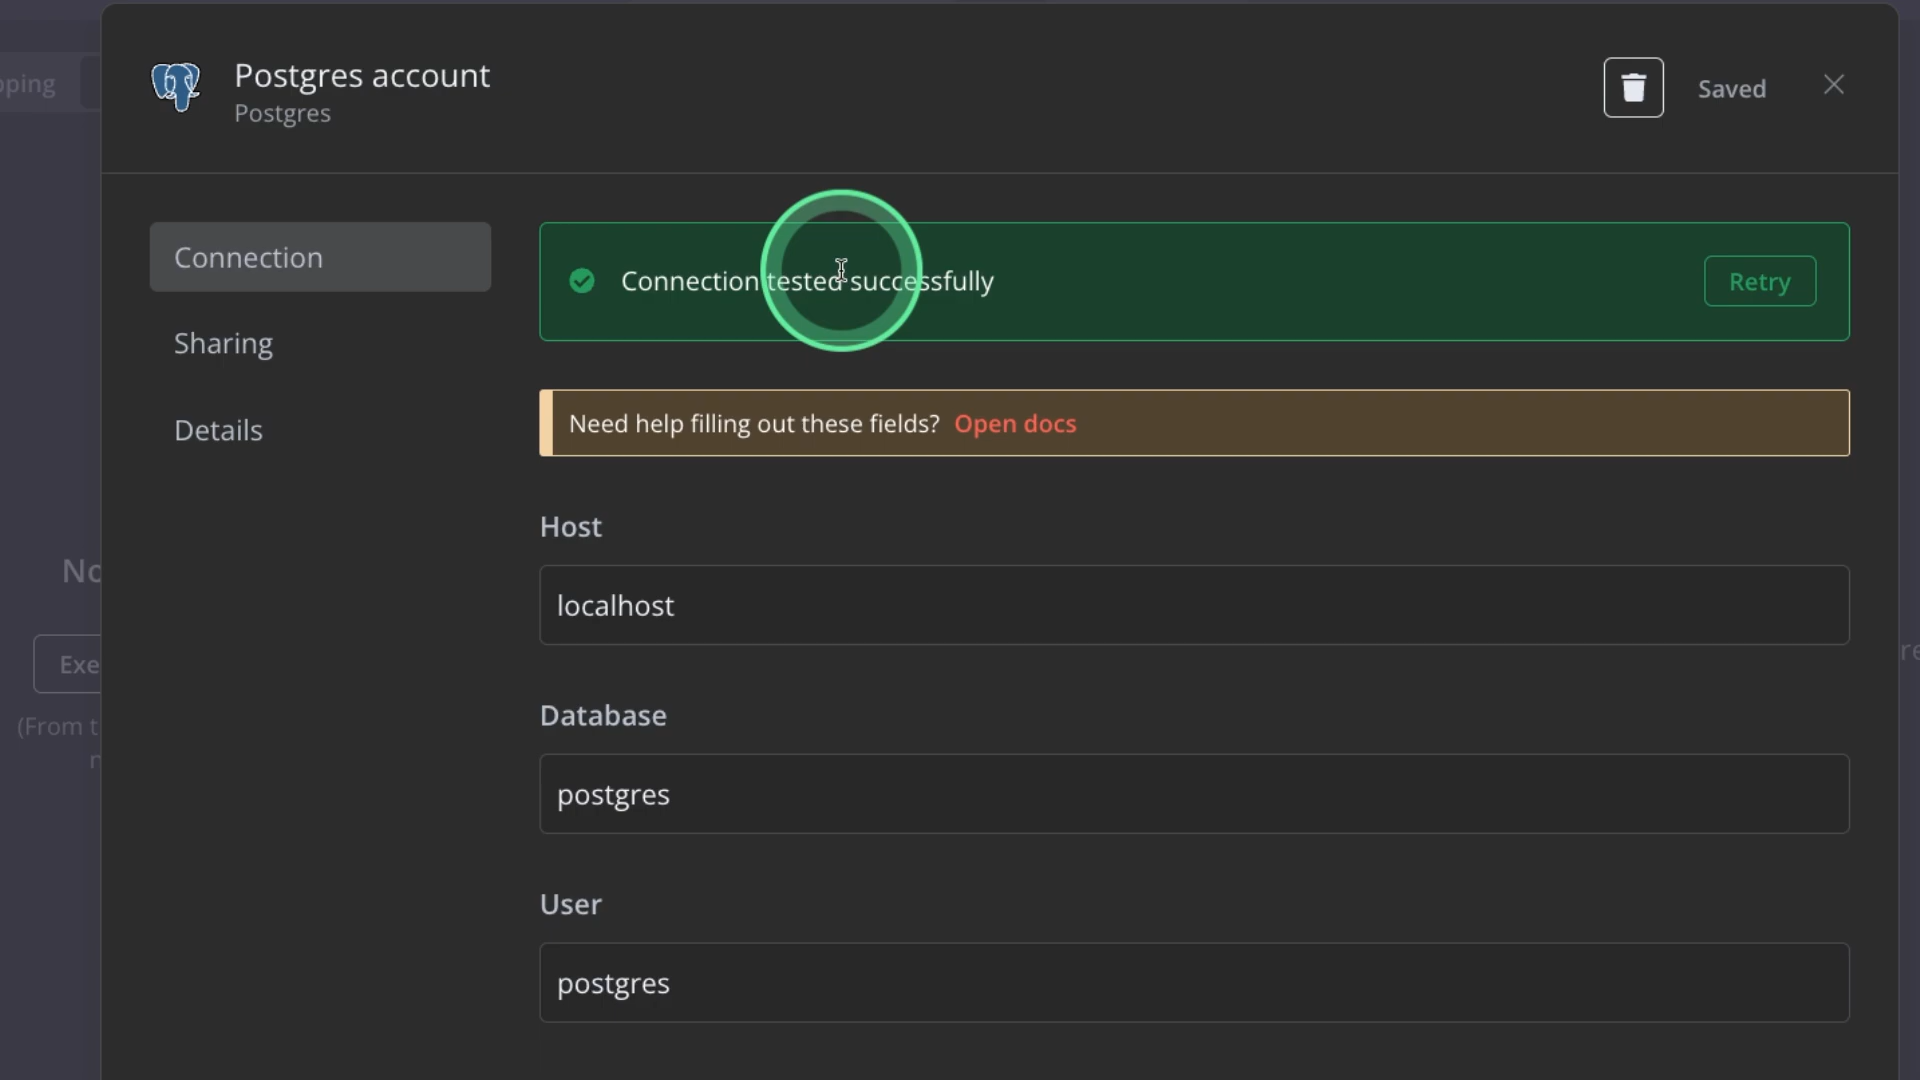 Postgres account
Postgres
Saved
Connection
Sharing
Details
Connection tested successfully
Retry
Need help filling out these fields? Open docs
Host
localhost
Database
postgres
User
postgres
(From